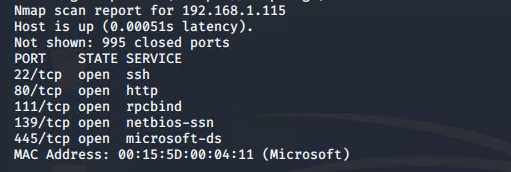 Nmap scan report for 192.168.1.115
Host is up (0.00051s latency).
Not shown: 995 closed ports
PORT    STATE SERVICE
22/tcp  open  ssh
80/tcp  open  http
111/tcp open  rpcbind
139/tcp open  netbios-ssn
445/tcp open  microsoft-ds
MAC Address: 00:15:5D:00:04:11 (Microsoft)